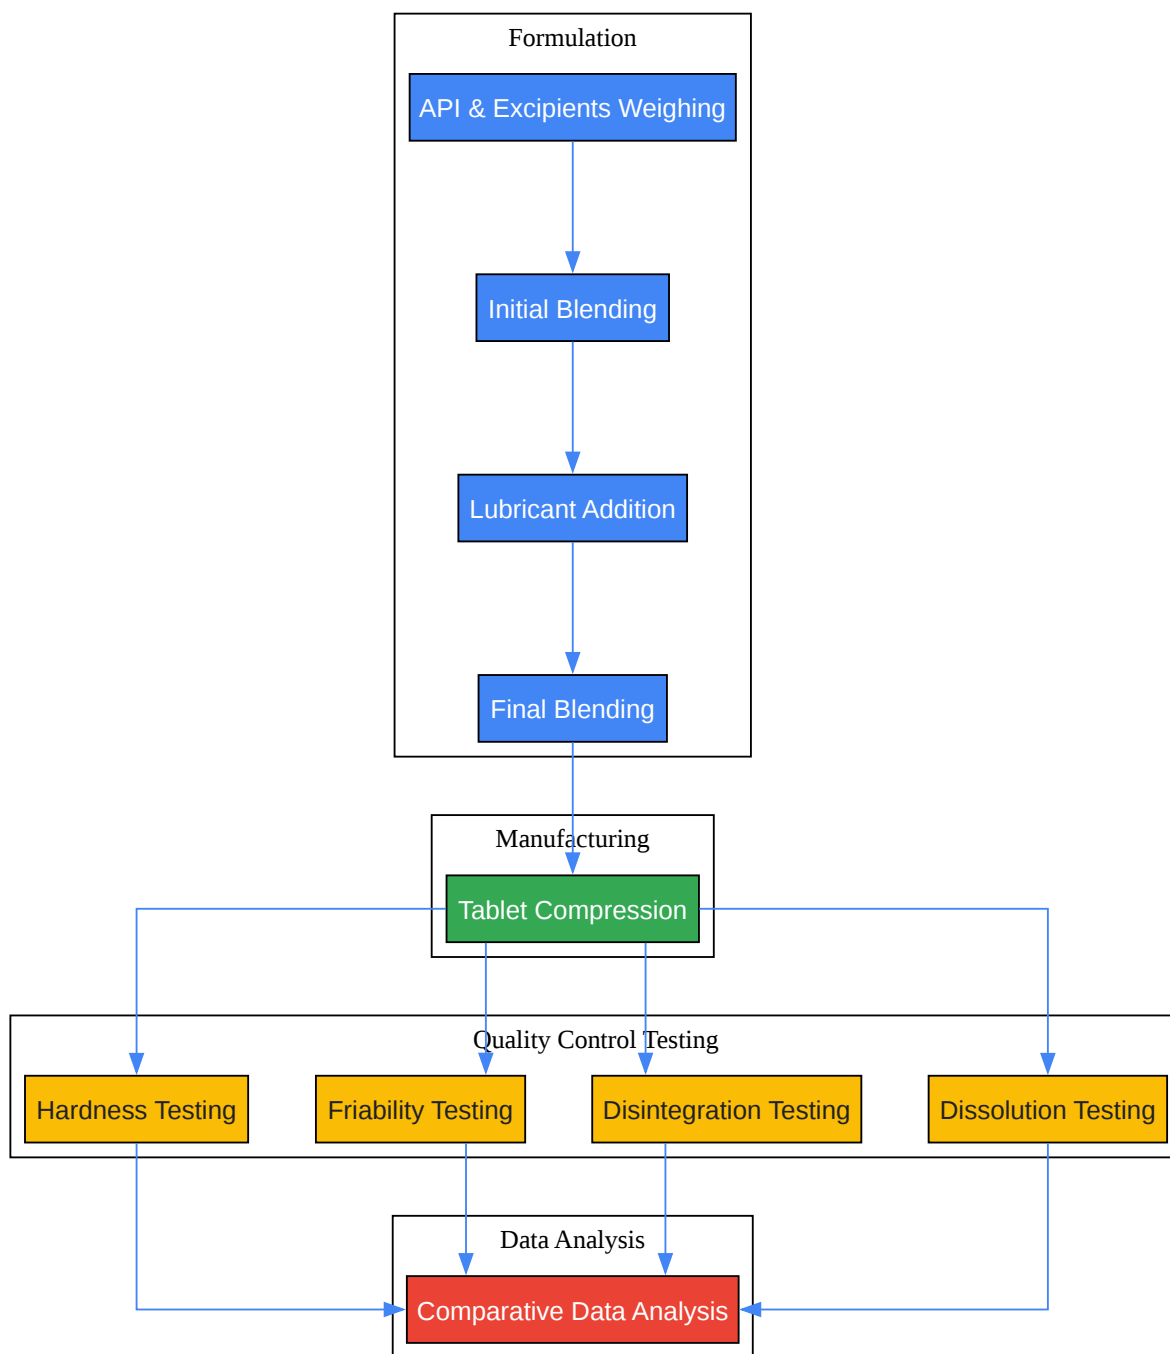 Formulation
API & Excipients Weighing
Initial Blending
Lubricant Addition
Final Blending
Manufacturing
Tablet Compression
Quality Control Testing
Hardness Testing
Friability Testing
Disintegration Testing
Dissolution Testing
Data Analysis
Comparative Data Analysis